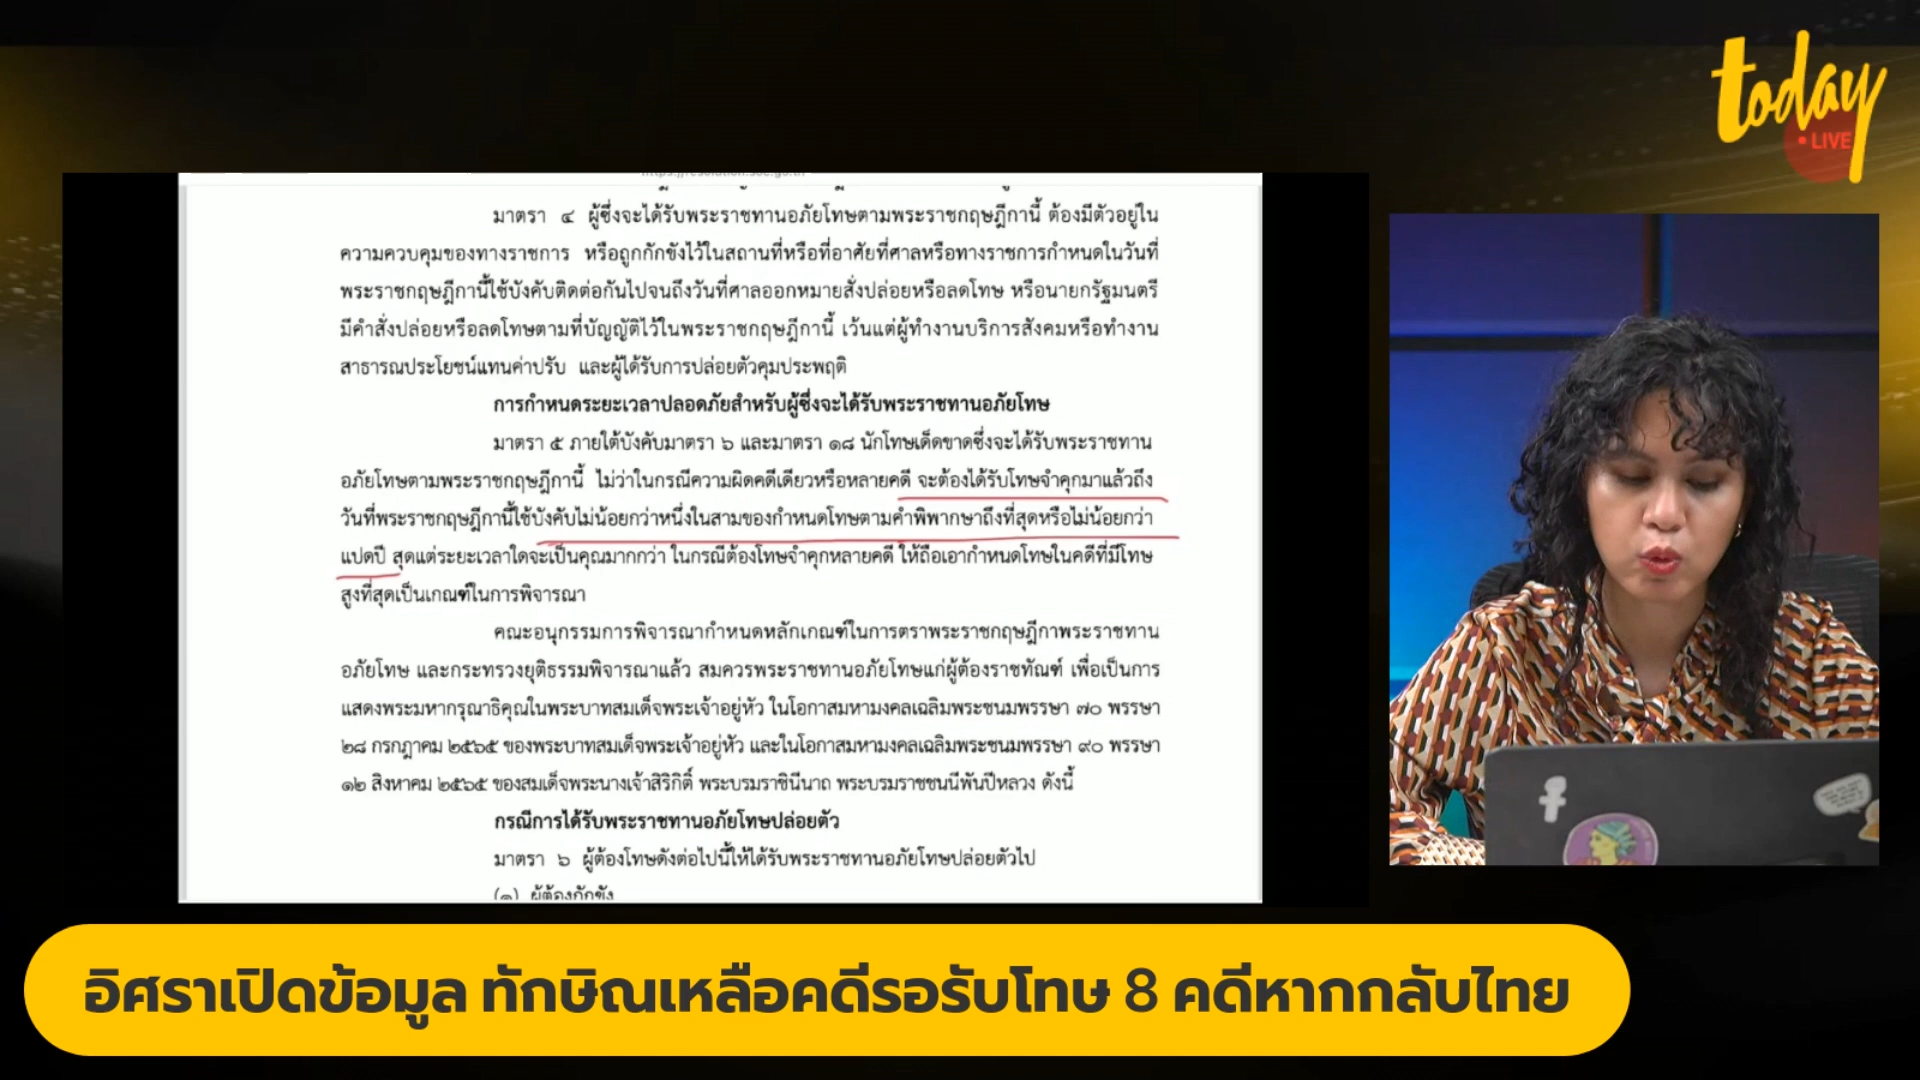 today
LIVE
มาตรา ๔ ผู้ซึ่งจะได้รับพระราชทานอภัยโทษตามพระราชกฤษฎีกานี้ ต้องมีตัวอยู่ใน
ความควบคุมของทางราชการ หรือถูกกักขังไว้ในสถานที่หรือที่อาศัยที่ศาลหรือทางราชการกำหนดในวันที่
พระราชกฤษฎีกานี้ใช้บังคับติดต่อกันไปจนถึงวันที่ศาลออกหมายสั่งปล่อยหรือลดโทษ หรือนายกรัฐมนตรี
มีคำสั่งปล่อยหรือลดโทษตามที่บัญญัติไว้ในพระราชกฤษฎีกานี้ เว้นแต่ผู้ทำงานบริการสังคมหรือทำงาน
สาธารณประโยชน์แทนค่าปรับ และผู้ได้รับการปล่อยตัวคุมประพฤติ
การกำหนดระยะเวลาปลอดภัยสำหรับผู้ซึ่งจะได้รับพระราชทานอภัยโทษ
มาตรา ๕ ภายใต้บังคับมาตรา ๖ และมาตรา ๑๘ นักโทษเด็ดขาดซึ่งจะได้รับพระราชทาน
อภัยโทษตามพระราชกฤษฎีกานี้ ไม่ว่าในกรณีความผิดคดีเดียวหรือหลายคดี จะต้องได้รับโทษจำคุกมาแล้วถึง
วันที่พระราชกฤษฎีกานี้ใช้บังคับไม่น้อยกว่าหนึ่งในสามของกำหนดโทษตามคำพิพากษาถึงที่สุดหรือไม่น้อยกว่า
แปดปี สุดแต่ระยะเวลาใดจะเป็นคุณมากกว่า ในกรณีต้องโทษจำคุกหลายคดี ให้ถือเอากำหนดโทษในคดีที่มีโทษ
สูงที่สุดเป็นเกณฑ์ในการพิจารณา
คณะอนุกรรมการพิจารณากำหนดหลักเกณฑ์ในการตราพระราชกฤษฎีกาพระราชทาน
อภัยโทษ และกระทรวงยุติธรรมพิจารณาแล้ว สมควรพระราชทานอภัยโทษแก่ผู้ต้องราชทัณฑ์ เพื่อเป็นการ
แสดงพระมหากรุณาธิคุณในพระบาทสมเด็จพระเจ้าอยู่หัว ในโอกาสมหามงคลเฉลิมพระชนมพรรษา ๗๐ พรรษา
๒๘ กรกฎาคม ๒๕๖๕ ของพระบาทสมเด็จพระเจ้าอยู่หัว และในโอกาสมหามงคลเฉลิมพระชนมพรรษา ๙๐ พรรษา
๑๒ สิงหาคม ๒๕๖๕ ของสมเด็จพระนางเจ้าสิริกิติ์ พระบรมราชินีนาถ พระบรมราชชนนีพันปีหลวง ดังนี้
กรณีการได้รับพระราชทานอภัยโทษปล่อยตัว
มาตรา ๖ ผู้ต้องโทษดังต่อไปนี้ให้ได้รับพระราชทานอภัยโทษปล่อยตัวไป
(๑) ผู้ต้องกักขัง
อิศราเปิดข้อมูล ทักษิณเหลือคดีรอรับโทษ 8 คดีหากกลับไทย